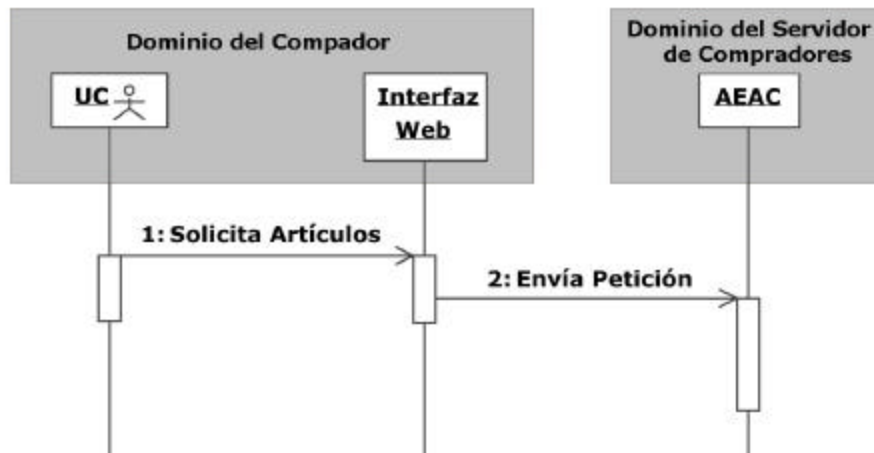 Dominio del Compador
Dominio del Servidor
de Compradores
UC
Interfaz
Web
AEAC
1: Solicita Artículos
2: Envía Petición